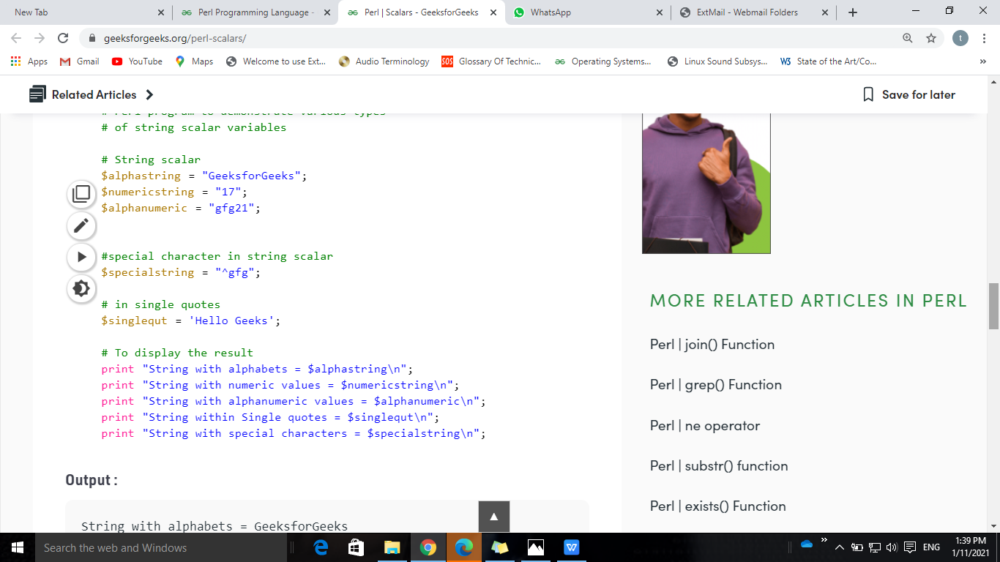 New Tab
Perl Programming Language -
Perl | Scalars - GeeksforGeeks
WhatsApp
ExtMail - Webmail Folders
geeksforgeeks.org/perl-scalars/
t
Apps
Gmail
YouTube
Maps
Welcome to use Ext...
Audio Terminology
SOS
Glossary Of Technic...
Operating Systems...
Linux Sound Subsys...
W3
State of the Art/Co...
»
Related Articles
Save for later
# Perl program to demonstrate various types
# of string scalar variables
# String scalar
$alphastring = "GeeksforGeeks";
$numericstring = "17";
$alphanumeric = "gfg21";
#special character in string scalar
$specialstring = "^gfg";
# in single quotes
$singlequt = 'Hello Geeks';
# To display the result
print "String with alphabets = $alphastring\n";
print "String with numeric values = $numericstring\n";
print "String with alphanumeric values = $alphanumeric\n";
print "String within Single quotes = $singlequt\n";
print "String with special characters = $specialstring\n";
Output :
String with alphabets = GeeksforGeeks
MORE RELATED ARTICLES IN PERL
Perl | join() Function
Perl | grep() Function
Perl | ne operator
Perl | substr() function
Perl | exists() Function
Search the web and Windows
W
»
ENG
1:39 PM
1/11/2021